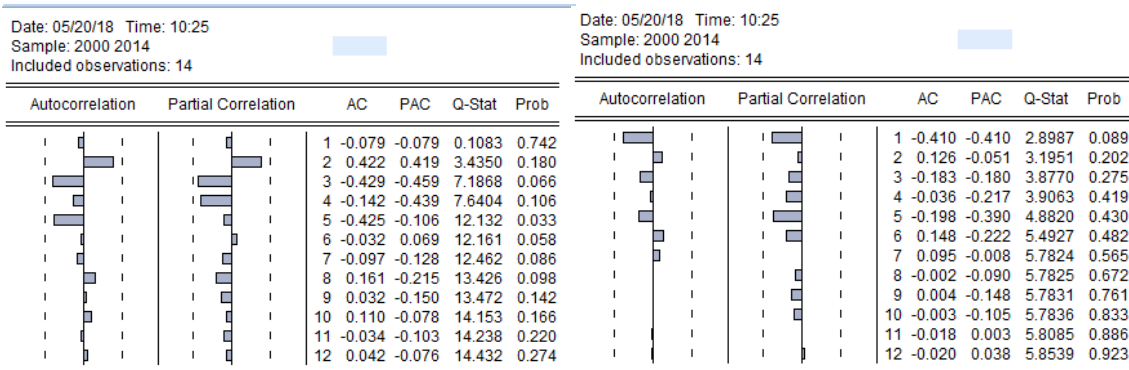 Date: 05/20/18 Time: 10:25
Sample: 2000 2014
Included observations: 14
Autocorrelation Partial Correlation AC PAC Q-Stat Prob
1 -0.079 -0.079 0.1083 0.742
2 0.422 0.419 3.4350 0.180
3 -0.429 -0.459 7.1868 0.066
4 -0.142 -0.439 7.6404 0.106
5 -0.425 -0.106 12.132 0.033
6 -0.032 0.069 12.161 0.058
7 -0.097 -0.128 12.462 0.086
8 0.161 -0.215 13.426 0.098
9 0.032 -0.150 13.472 0.142
10 0.110 -0.078 14.153 0.166
11 -0.034 -0.103 14.238 0.220
12 0.042 -0.076 14.432 0.274
Date: 05/20/18 Time: 10:25
Sample: 2000 2014
Included observations: 14
Autocorrelation Partial Correlation AC PAC Q-Stat Prob
1 -0.410 -0.410 2.8987 0.089
2 0.126 -0.051 3.1951 0.202
3 -0.183 -0.180 3.8770 0.275
4 -0.036 -0.217 3.9063 0.419
5 -0.198 -0.390 4.8820 0.430
6 0.148 -0.222 5.4927 0.482
7 0.095 -0.008 5.7824 0.565
8 -0.002 -0.090 5.7825 0.672
9 0.004 -0.148 5.7831 0.761
10 -0.003 -0.105 5.7836 0.833
11 -0.018 0.003 5.8085 0.886
12 -0.020 0.038 5.8539 0.923